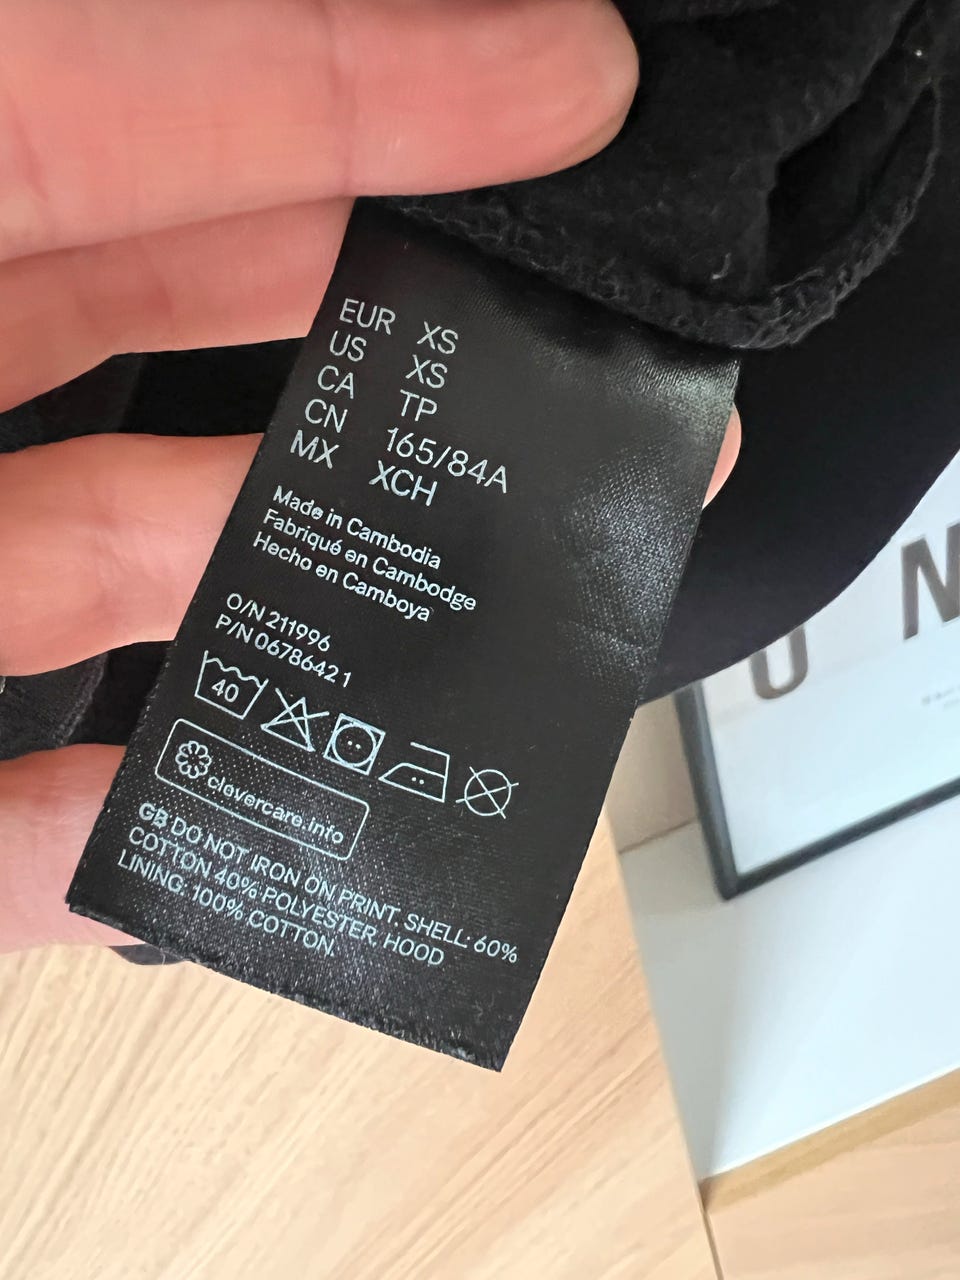 EUR XS
US XS
CA TP
CN 165/84A
MX XCH
Made in Cambodia
Fabriqué en Cambodge
Hecho en Camboya
O/N 211996
P/N 0678642 1
40
clevercare.info
GB DO NOT IRON ON PRINT. SHELL: 60%
COTTON 40% POLYESTER. HOOD
LINING: 100% COTTON.
U N